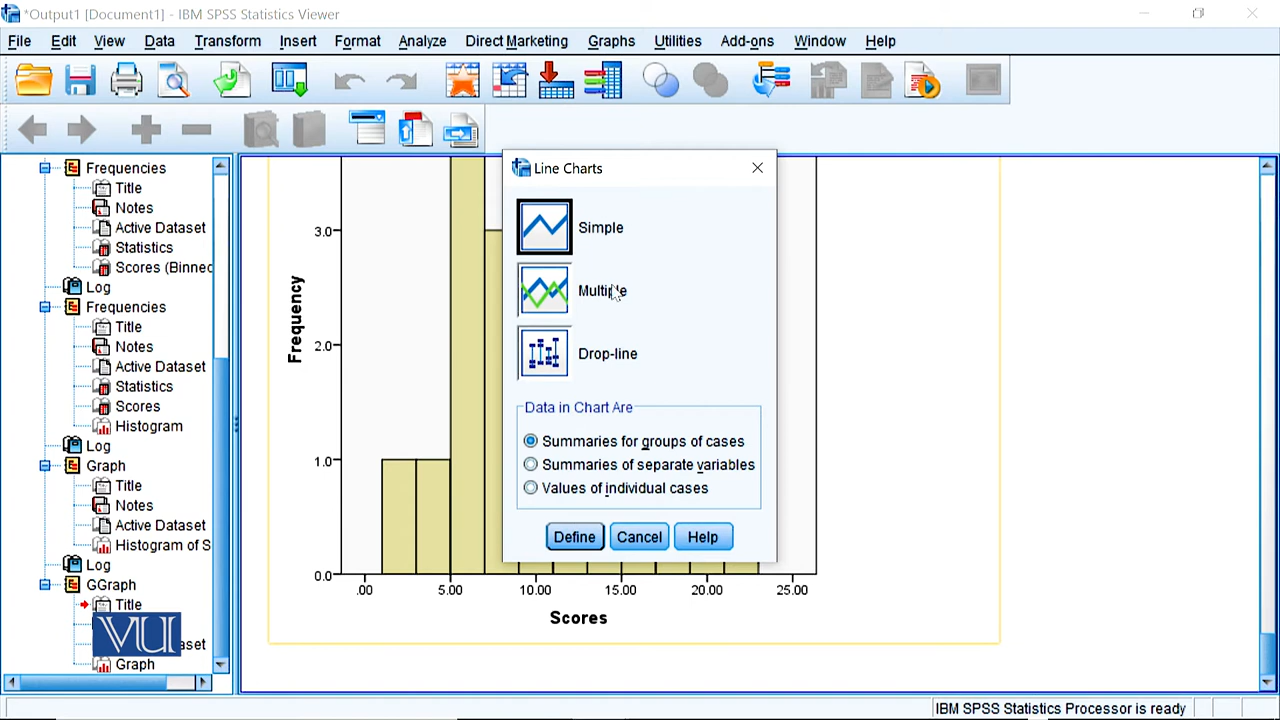 *Output1 [Document1] - IBM SPSS Statistics Viewer
File Edit View Data Transform Insert Format Analyze Direct Marketing Graphs Utilities Add-ons Window Help
Frequencies
Title
Notes
Active Dataset
Statistics
Scores (Binned
Log
Frequencies
Title
Notes
Active Dataset
Statistics
Scores
Histogram
Log
Graph
Title
Notes
Active Dataset
Histogram of S
Log
GGraph
Title
VU
Graph
Line Charts
Simple
Multiple
Drop-line
Data in Chart Are
Summaries for groups of cases
Summaries of separate variables
Values of individual cases
Define Cancel Help
Frequency
3.0
2.0
1.0
0.0
.00 5.00 10.00 15.00 20.00 25.00
Scores
IBM SPSS Statistics Processor is ready